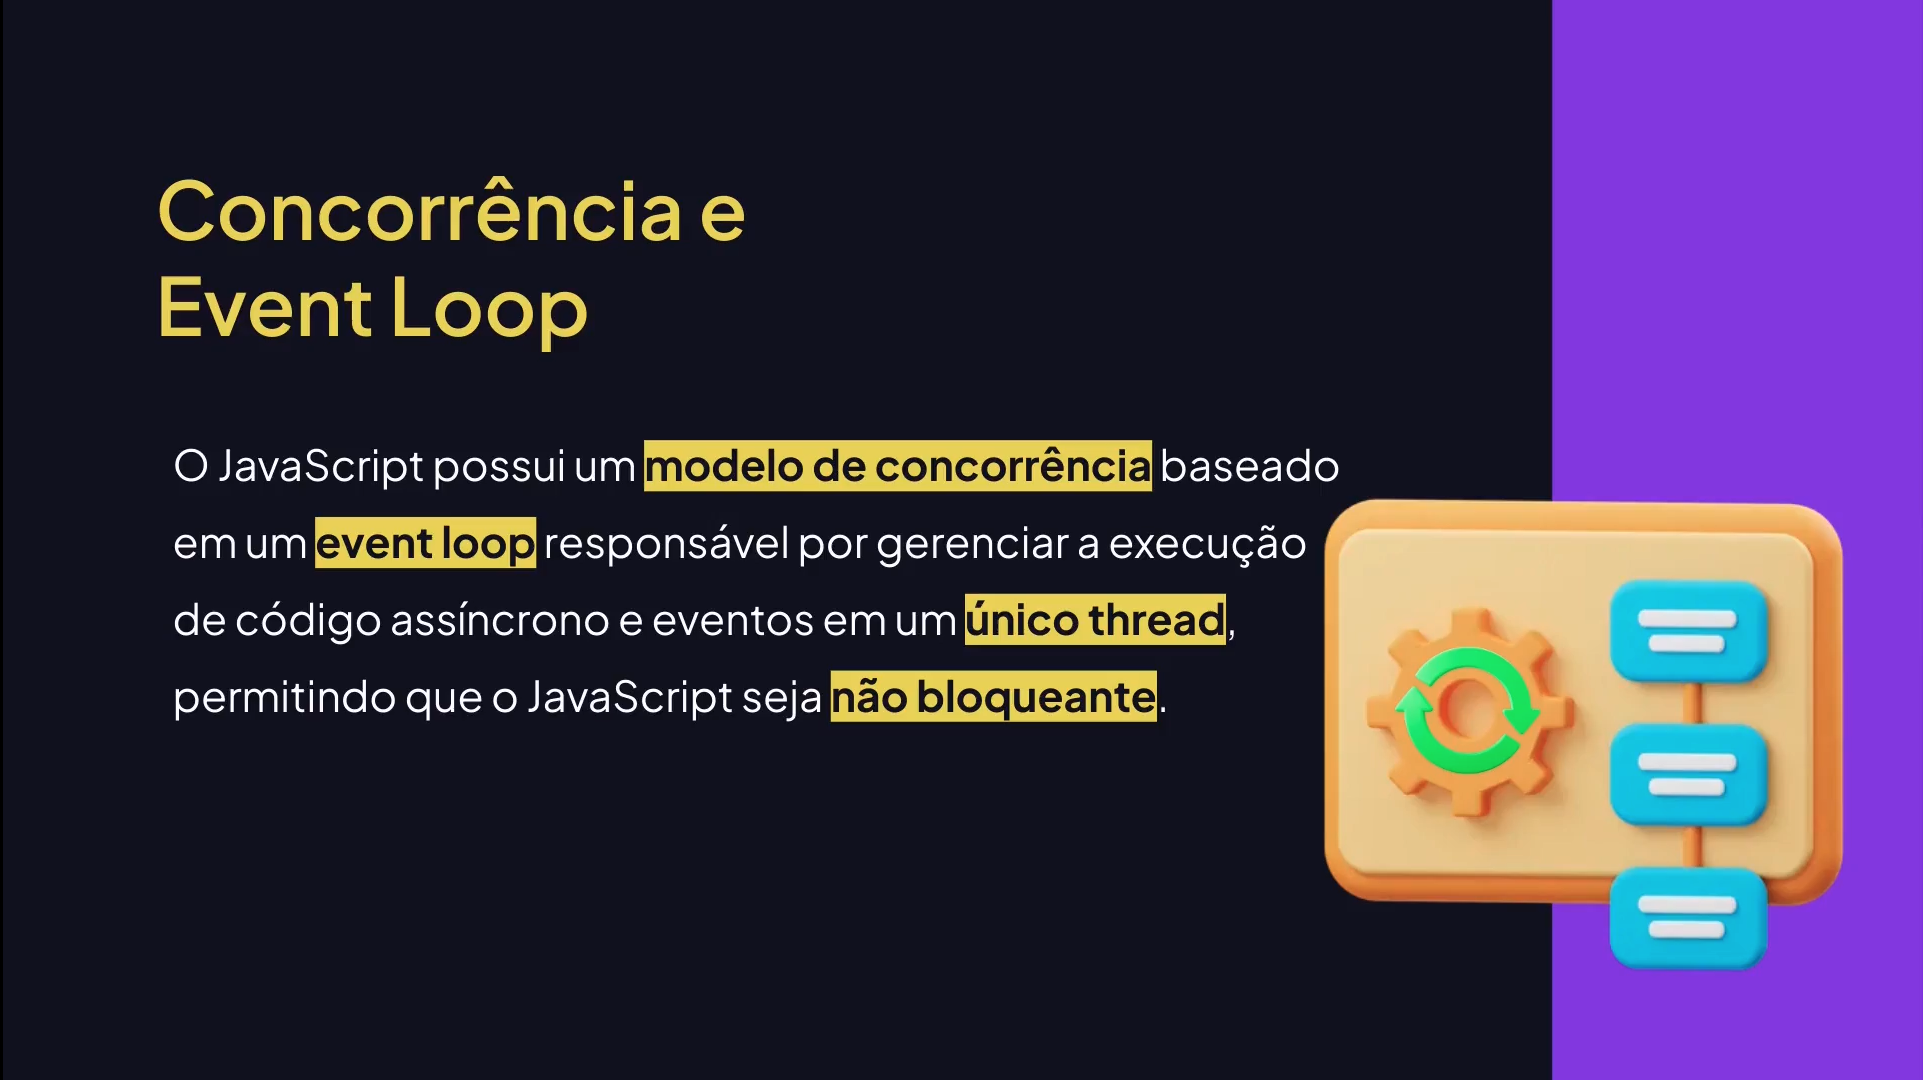 Concorrência e
Event Loop
O JavaScript possui um modelo de concorrência baseado
em um event loop responsável por gerenciar a execução
de código assíncrono e eventos em um único thread,
permitindo que o JavaScript seja não bloqueante.